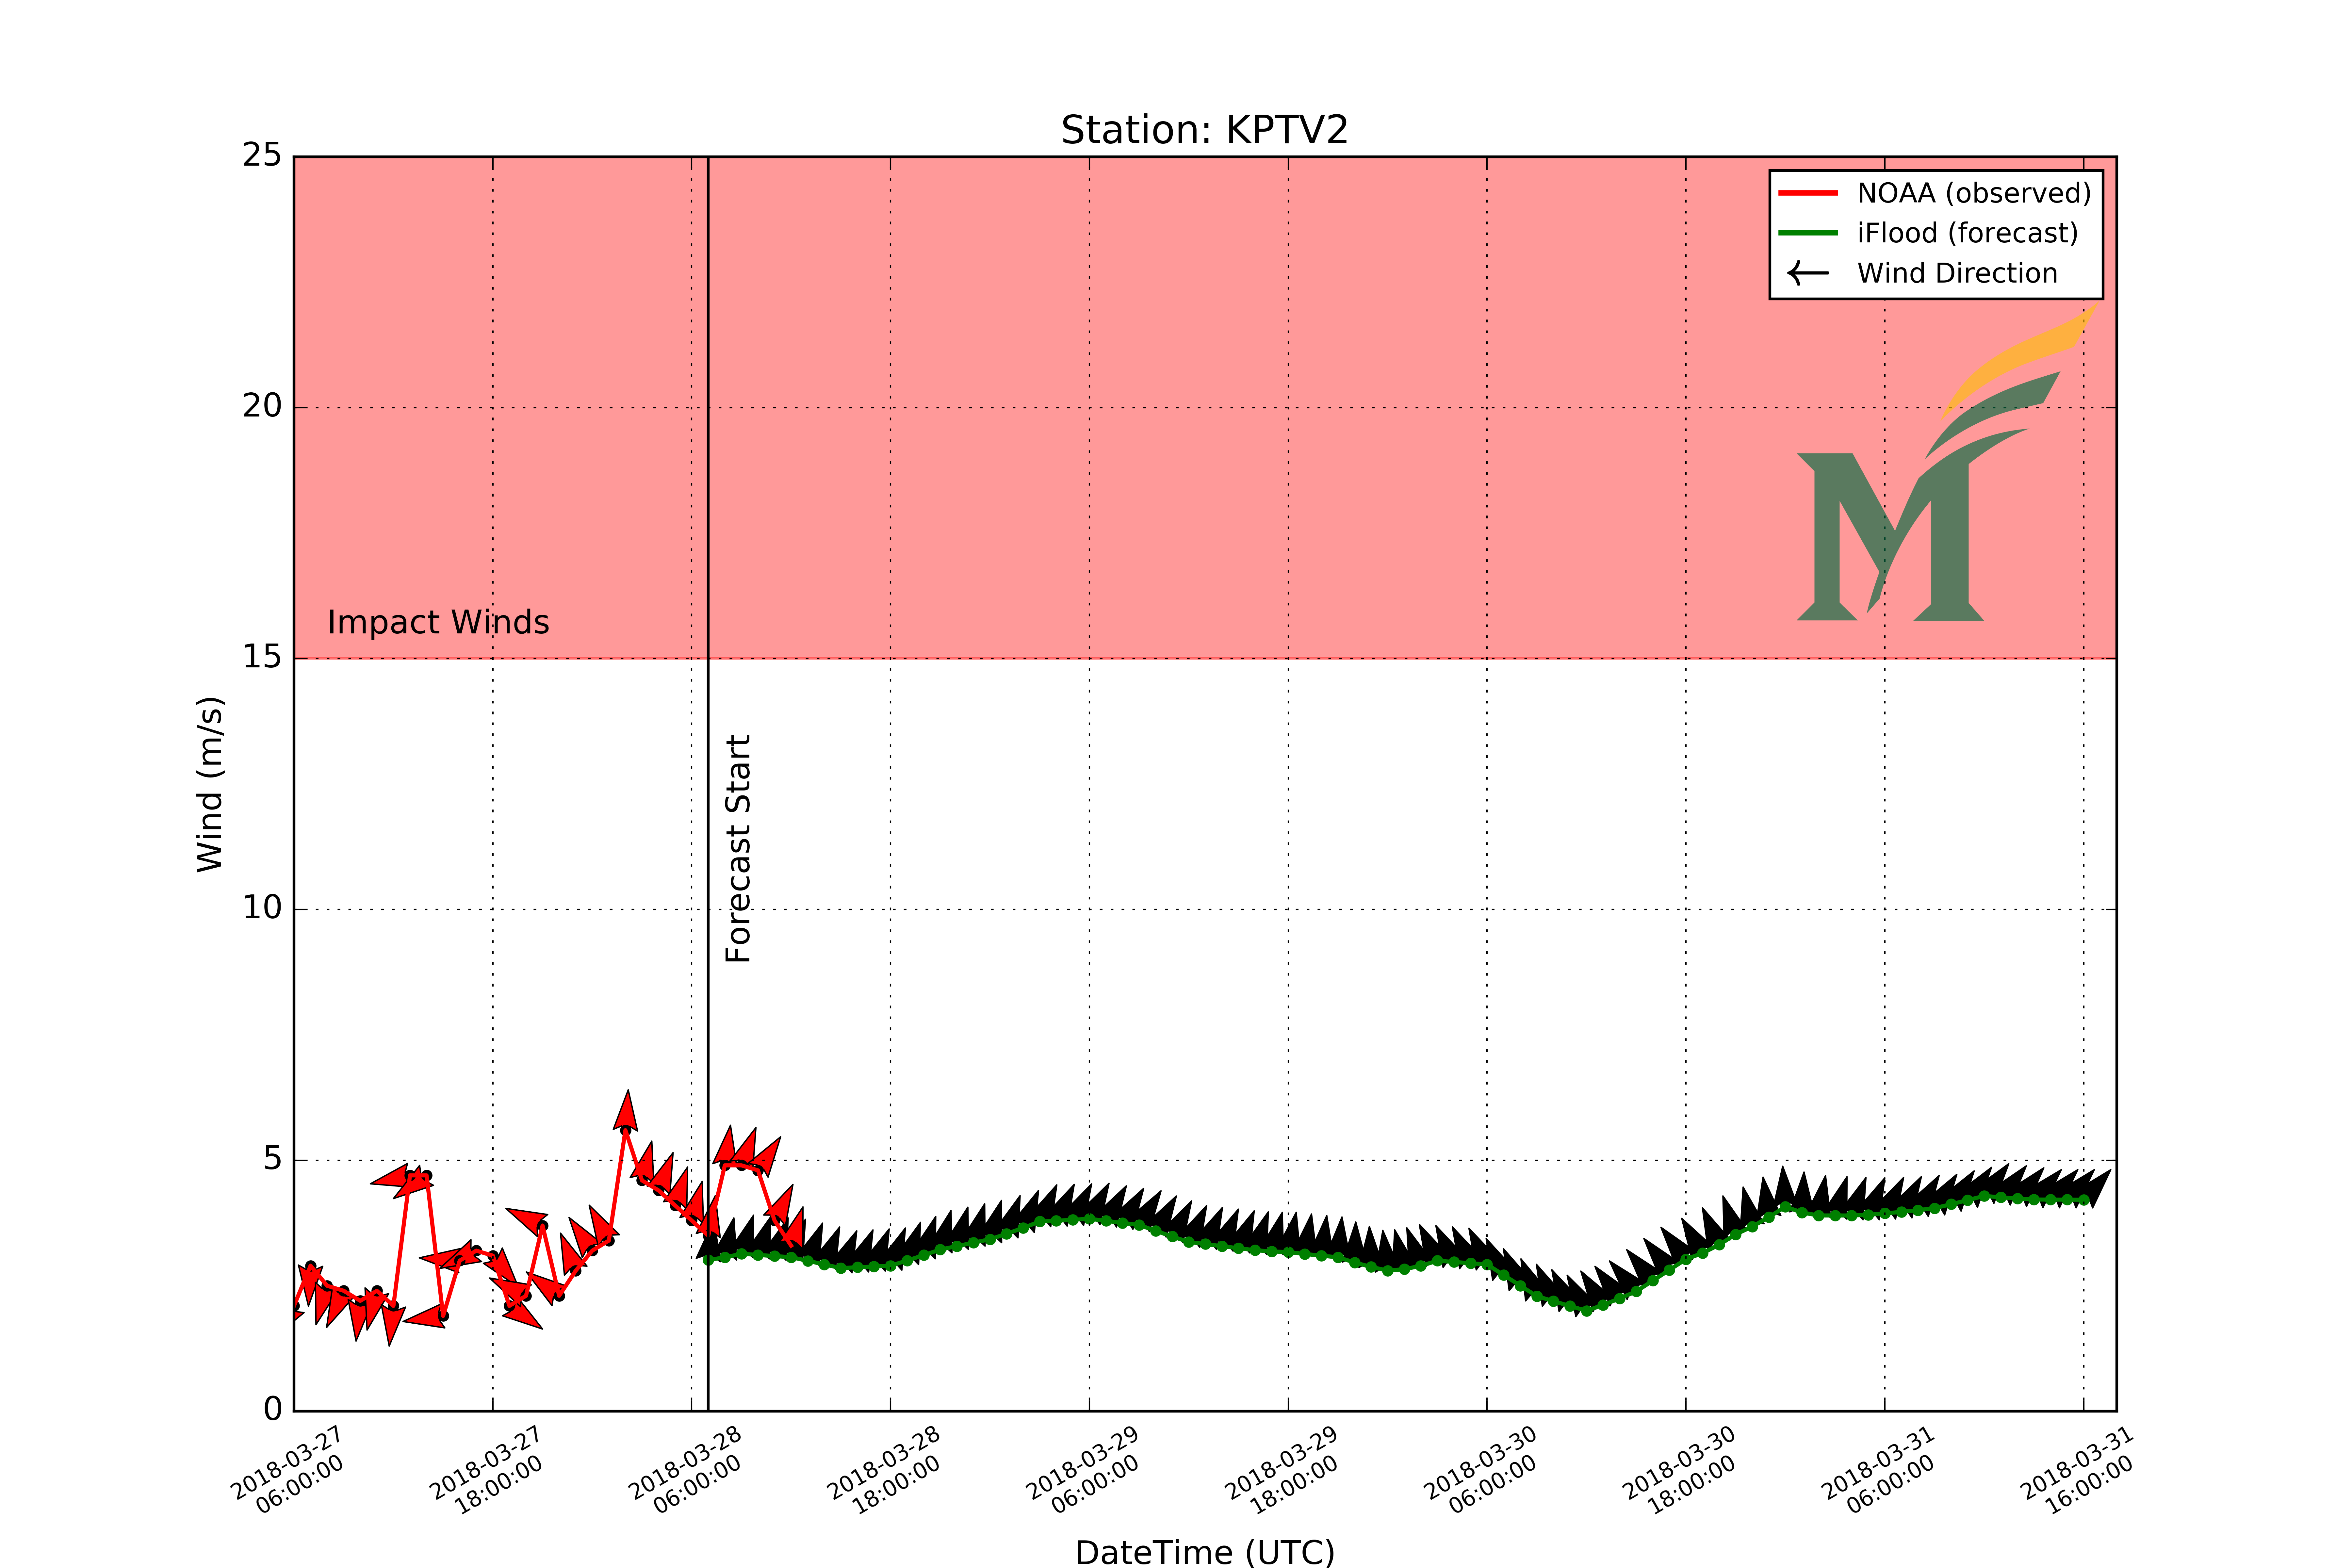 Station: KPTV2
25
20
15
10
5
0
Wind (m/s)
NOAA (observed)
iFlood (forecast)
Wind Direction
M
Impact Winds
Forecast Start
2018-03-27
06:00:00
2018-03-27
18:00:00
2018-03-28
06:00:00
2018-03-28
18:00:00
2018-03-29
06:00:00
2018-03-29
18:00:00
2018-03-30
06:00:00
2018-03-30
18:00:00
2018-03-31
06:00:00
2018-03-31
16:00:00
DateTime (UTC)